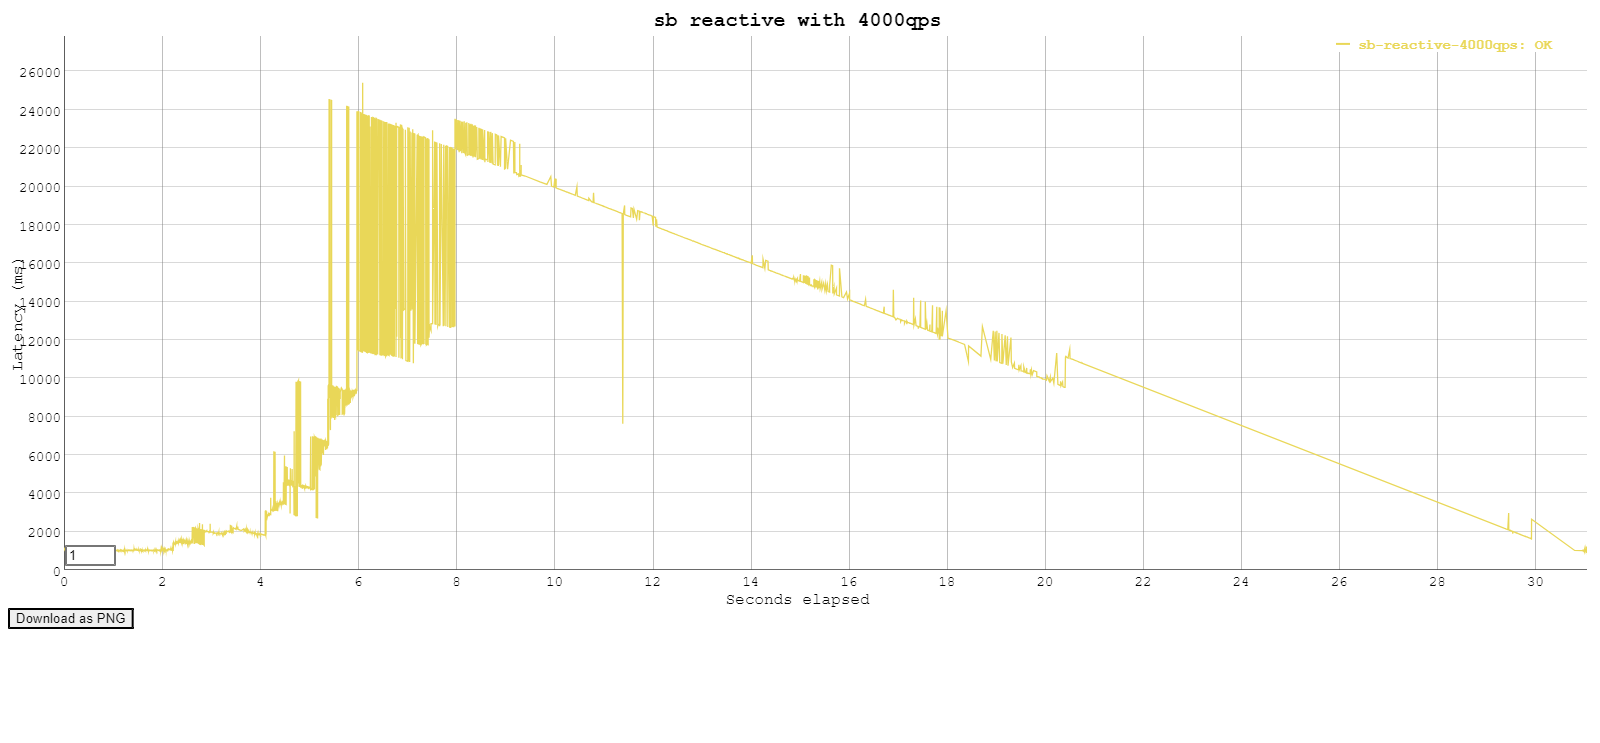 sb reactive with 4000qps
sb-reactive-4000qps: OK
26000
24000
22000
20000
18000
16000
14000
12000
10000
8000
6000
4000
2000
0
Latency (ms)
1
0 2 4 6 8 10 12 14 16 18 20 22 24 26 28 30
Seconds elapsed
Download as PNG